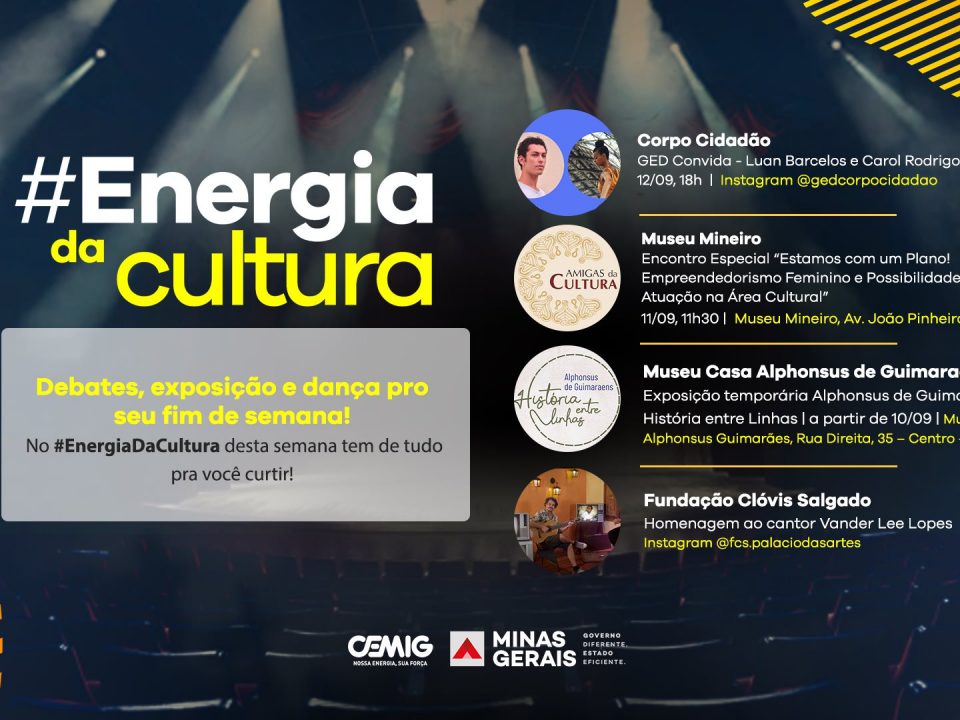 #Energia
da
cultura
Debates, exposição e dança pro
seu fim de semana!
No #EnergiaDaCultura desta semana tem de tudo
pra você curtir!
Corpo Cidadão
GED Convida - Luan Barcelos e Carol Rodrigo
12/09, 18h | Instagram @gedcorpocidadao
AMIGAS da
CULTURA
Museu Mineiro
Encontro Especial “Estamos com um Plano!
Empreendedorismo Feminino e Possibilidade
Atuação na Área Cultural”
11/09, 11h30 | Museu Mineiro, Av. João Pinheiro
Alphonsus
de Guimaraens
História
entre
linhas
Museu Casa Alphonsus de Guimara
Exposição temporária Alphonsus de Guima
História entre Linhas | a partir de 10/09 | Mu
Alphonsus Guimarães, Rua Direita, 35 – Centro -
Fundação Clóvis Salgado
Homenagem ao cantor Vander Lee Lopes
Instagram @fcs.palaciodasartes
CEMIG
NOSSA ENERGIA, SUA FORÇA
MINAS
GERAIS
GOVERNO
DIFERENTE.
ESTADO
EFICIENTE.